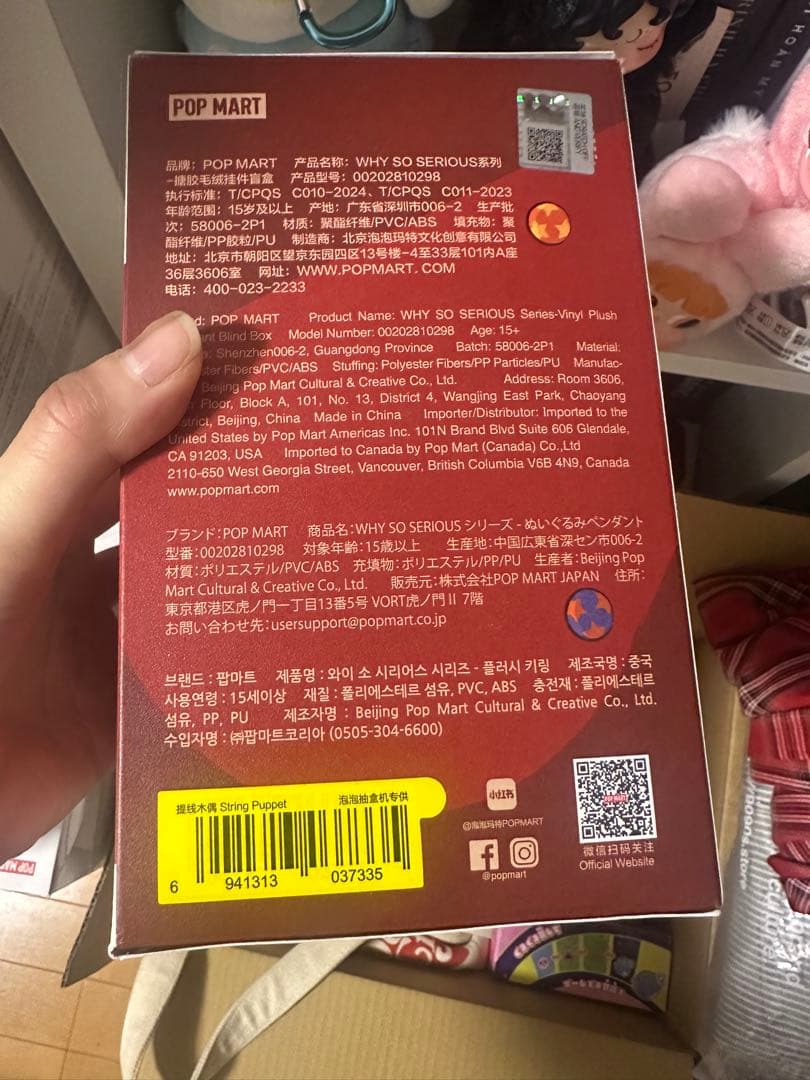 POP MART
品牌：POP MART 产品名称：WHY SO SERIOUS系列
-搪胶毛绒挂件盲盒 产品型号：00202810298
执行标准：T/CPQS C010-2024、T/CPQS C011-2023
年龄范围：15岁及以上 产地：广东省深圳市006-2 生产批
次：58006-2P1 材质：聚酯纤维/PVC/ABS 填充物：聚
酯纤维/PP胶粒/PU 制造商：北京泡泡玛特文化创意有限公司
地址：北京市朝阳区望京东园四区13号楼-4至33层101内A座
36层3606室 网址：WWW.POPMART.COM
电话：400-023-2233
d: POP MART Product Name: WHY SO SERIOUS Series-Vinyl Plush
nt Blind Box Model Number: 00202810298 Age: 15+
: Shenzhen006-2, Guangdong Province Batch: 58006-2P1 Material:
ster Fibers/PVC/ABS Stuffing: Polyester Fibers/PP Particles/PU Manufac-
Beijing Pop Mart Cultural & Creative Co., Ltd. Address: Room 3606,
Floor, Block A, 101, No. 13, District 4, Wangjing East Park, Chaoyang
strict, Beijing, China Made in China Importer/Distributor: Imported to the
United States by Pop Mart Americas Inc. 101N Brand Blvd Suite 606 Glendale,
CA 91203, USA Imported to Canada by Pop Mart (Canada) Co.,Ltd
2110-650 West Georgia Street, Vancouver, British Columbia V6B 4N9, Canada
www.popmart.com
ブランド：POP MART 商品名：WHY SO SERIOUS シリーズ - ぬいぐるみペンダント
型番：00202810298 対象年齢：15歳以上 生産地：中国広東省深セン市006-2
材質：ポリエステル/PVC/ABS 充填物：ポリエステル/PP/PU 生産者：Beijing Pop
Mart Cultural & Creative Co., Ltd. 販売元：株式会社POP MART JAPAN 住所：
東京都港区虎ノ門一丁目13番5号 VORT虎ノ門Ⅱ 7階
お問い合わせ先：usersupport@popmart.co.jp
브랜드 : 팝마트 제품명 : 와이 소 시리어스 시리즈 - 플러시 키링 제조국명 : 중국
사용연령 : 15세이상 재질 : 폴리에스테르 섬유, PVC, ABS 충전재 : 폴리에스테르
섬유, PP, PU 제조자명 : Beijing Pop Mart Cultural & Creative Co., Ltd.
수입자명 : ㈜팝마트코리아 (0505-304-6600)
提线木偶 String Puppet 泡泡抽盒机专供
6 941313 037335
小红书
@泡泡玛特POPMART
@popmart
POP MART
微信扫码关注
Official Website
HOAN MY
POP MART